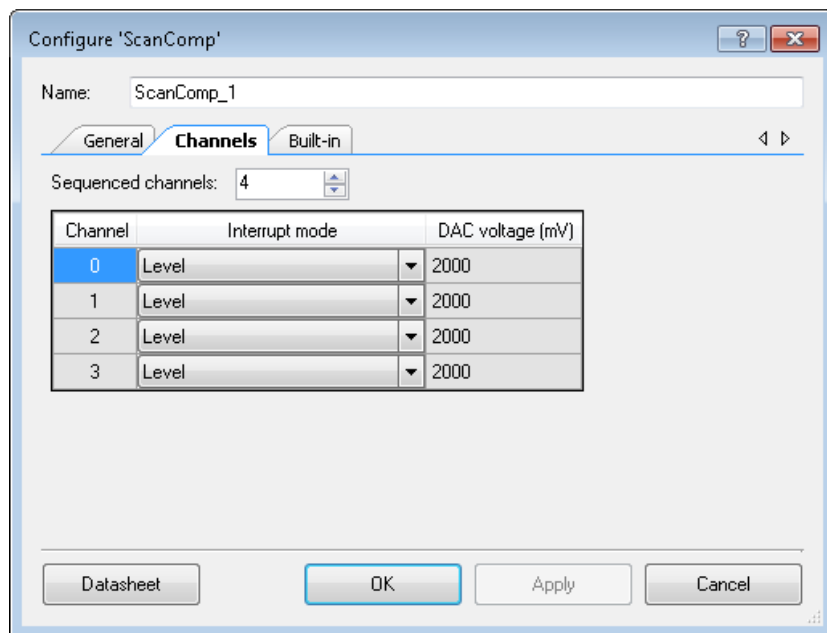 Configure 'ScanComp'
Name: ScanComp_1
General Channels Built-in
Sequenced channels: 4
Channel Interrupt mode DAC voltage (mV)
0 Level 2000
1 Level 2000
2 Level 2000
3 Level 2000
Datasheet OK Apply Cancel